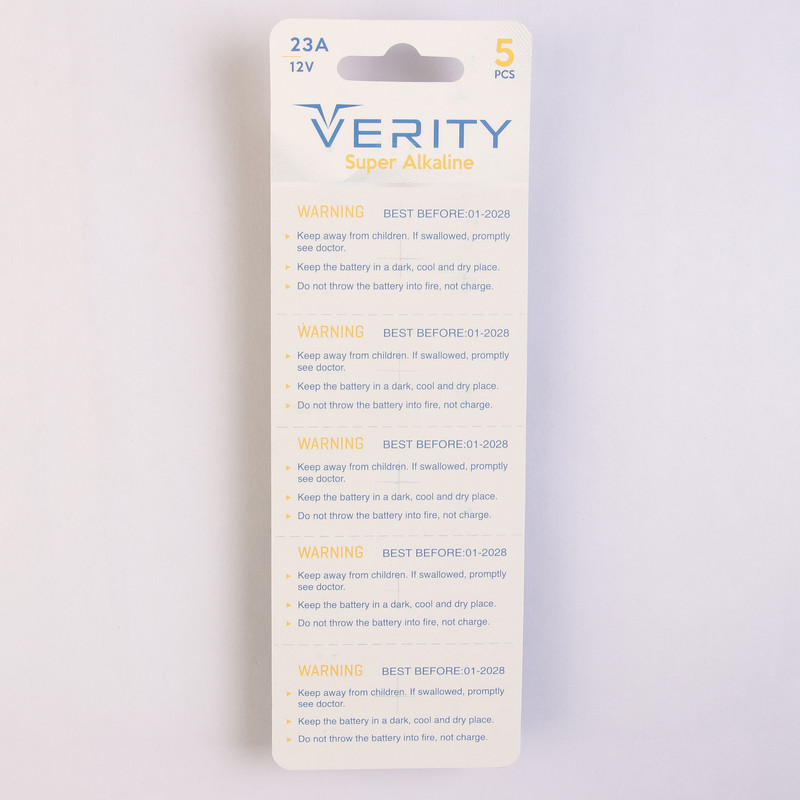 23A
12V
5
PCS
VERITY
Super Alkaline
WARNING BEST BEFORE:01-2028
▸ Keep away from children. If swallowed, promptly
see doctor.
▸ Keep the battery in a dark, cool and dry place.
▸ Do not throw the battery into fire, not charge.
WARNING BEST BEFORE:01-2028
▸ Keep away from children. If swallowed, promptly
see doctor.
▸ Keep the battery in a dark, cool and dry place.
▸ Do not throw the battery into fire, not charge.
WARNING BEST BEFORE:01-2028
▸ Keep away from children. If swallowed, promptly
see doctor.
▸ Keep the battery in a dark, cool and dry place.
▸ Do not throw the battery into fire, not charge.
WARNING BEST BEFORE:01-2028
▸ Keep away from children. If swallowed, promptly
see doctor.
▸ Keep the battery in a dark, cool and dry place.
▸ Do not throw the battery into fire, not charge.
WARNING BEST BEFORE:01-2028
▸ Keep away from children. If swallowed, promptly
see doctor.
▸ Keep the battery in a dark, cool and dry place.
▸ Do not throw the battery into fire, not charge.